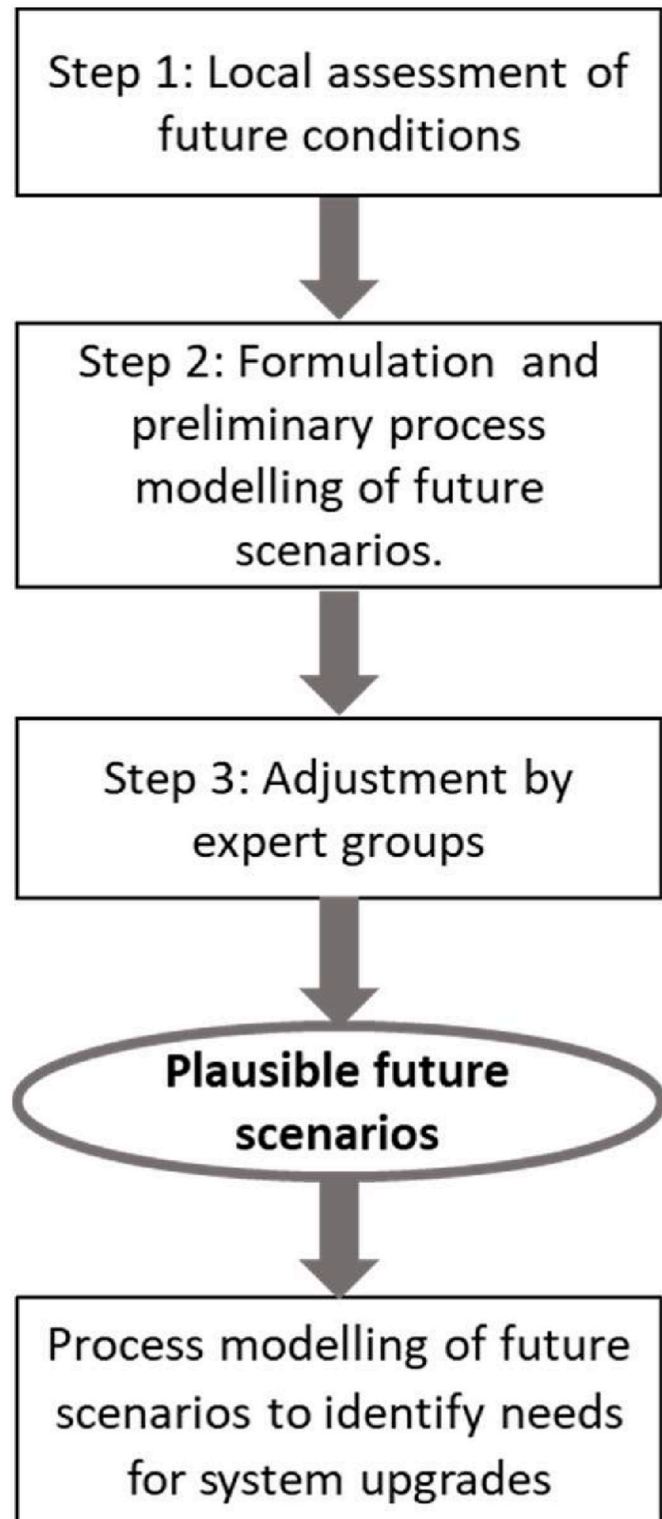 Step 1: Local assessment of
future conditions
Step 2: Formulation and
preliminary process
modelling of future
scenarios.
Step 3: Adjustment by
expert groups
Plausible future
scenarios
Process modelling of future
scenarios to identify needs
for system upgrades